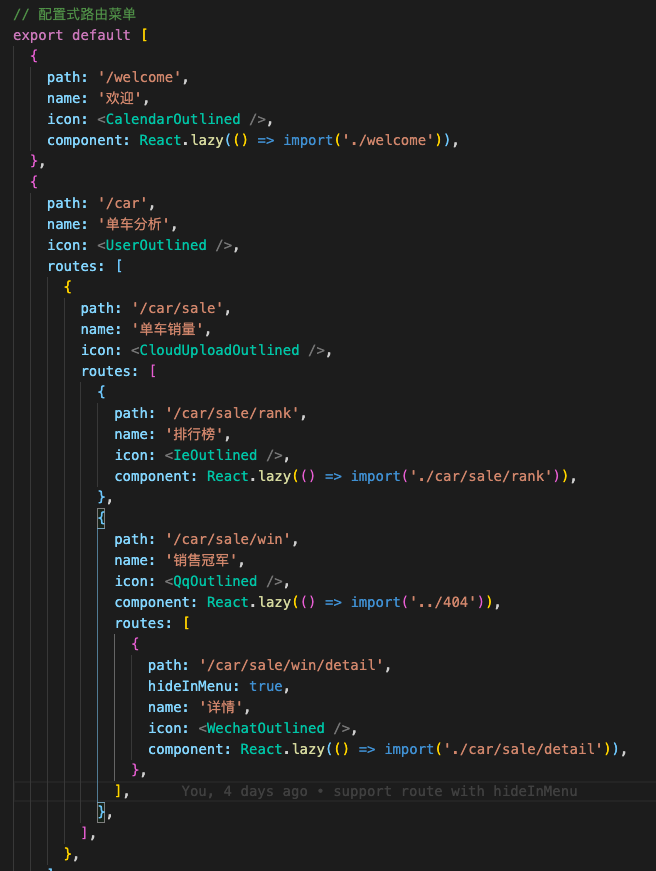 // 配置式路由菜单
export default [
  {
    path: '/welcome',
    name: '欢迎',
    icon: <CalendarOutlined />,
    component: React.lazy(() => import('./welcome')),
  },
  {
    path: '/car',
    name: '单车分析',
    icon: <UserOutlined />,
    routes: [
      {
        path: '/car/sale',
        name: '单车销量',
        icon: <CloudUploadOutlined />,
        routes: [
          {
            path: '/car/sale/rank',
            name: '排行榜',
            icon: <IeOutlined />,
            component: React.lazy(() => import('./car/sale/rank')),
          },
          {
            path: '/car/sale/win',
            name: '销售冠军',
            icon: <QqOutlined />,
            component: React.lazy(() => import('../404')),
            routes: [
              {
                path: '/car/sale/win/detail',
                hideInMenu: true,
                name: '详情',
                icon: <WechatOutlined />,
                component: React.lazy(() => import('./car/sale/detail')),
              },
            ],      You, 4 days ago • support route with hideInMenu
          },
        ],
      },